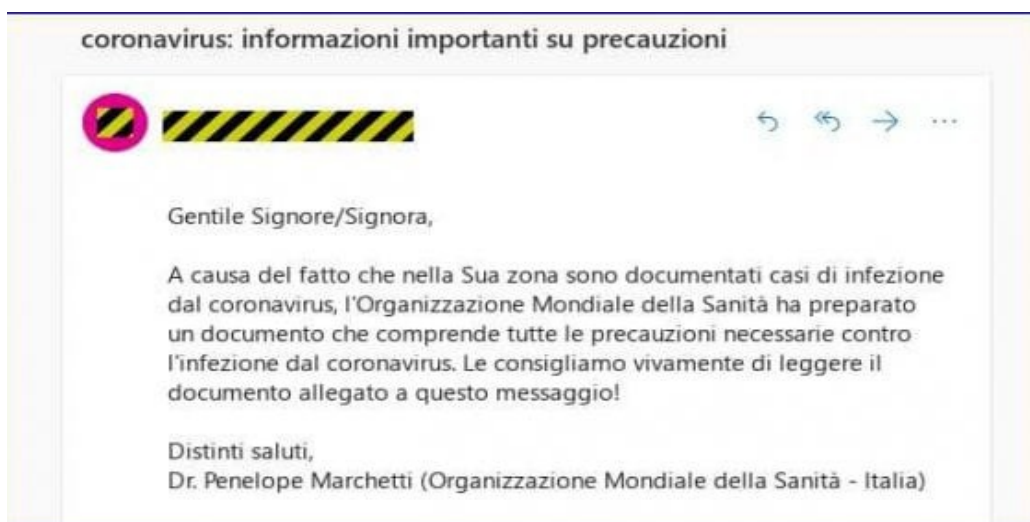 coronavirus: informazioni importanti su precauzioni
Gentile Signore/Signora,
A causa del fatto che nella Sua zona sono documentati casi di infezione
dal coronavirus, l'Organizzazione Mondiale della Sanità ha preparato
un documento che comprende tutte le precauzioni necessarie contro
l'infezione dal coronavirus. Le consigliamo vivamente di leggere il
documento allegato a questo messaggio!
Distinti saluti,
Dr. Penelope Marchetti (Organizzazione Mondiale della Sanità - Italia)